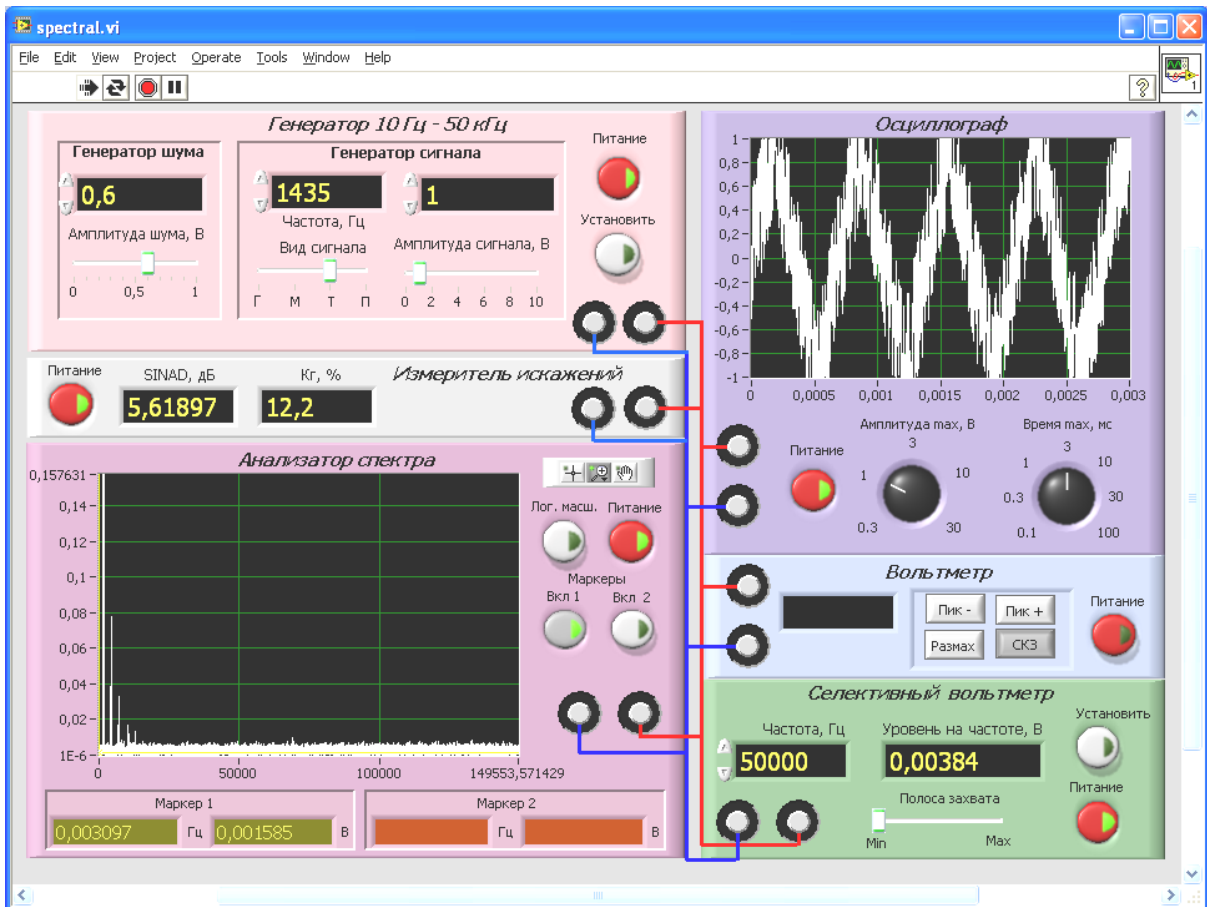 spectral.vi
File Edit View Project Operate Tools Window Help
1
Генератор 10 Гц - 50 кГц
Генератор шума
0,6
Амплитуда шума, В
0 0,5 1
Генератор сигнала
1435
Частота, Гц
1
Амплитуда сигнала, В
Вид сигнала
Г М Т П
0 2 4 6 8 10
Питание
Установить
Питание
SINAD, дБ
5,61897
Кг, %
12,2
Измеритель искажений
Анализатор спектра
0,157631
0,14
0,12
0,1
0,08
0,06
0,04
0,02
1E-6
0 50000 100000 149553,571429
Лог. масш. Питание
Маркеры
Вкл 1 Вкл 2
Маркер 1
0,003097 Гц 0,001585 В
Маркер 2
Гц В
Осциллограф
1
0,8
0,6
0,4
0,2
0
-0,2
-0,4
-0,6
-0,8
-1
0 0,0005 0,001 0,0015 0,002 0,0025 0,003
Питание
Амплитуда max, В
0.3 1 3 10 30
Время max, мс
0.1 0.3 1 3 10 30 100
Вольтметр
Пик - Пик +
Размах СКЗ
Питание
Селективный вольтметр
Частота, Гц
50000
Уровень на частоте, В
0,00384
Установить
Полоса захвата
Min Max
Питание